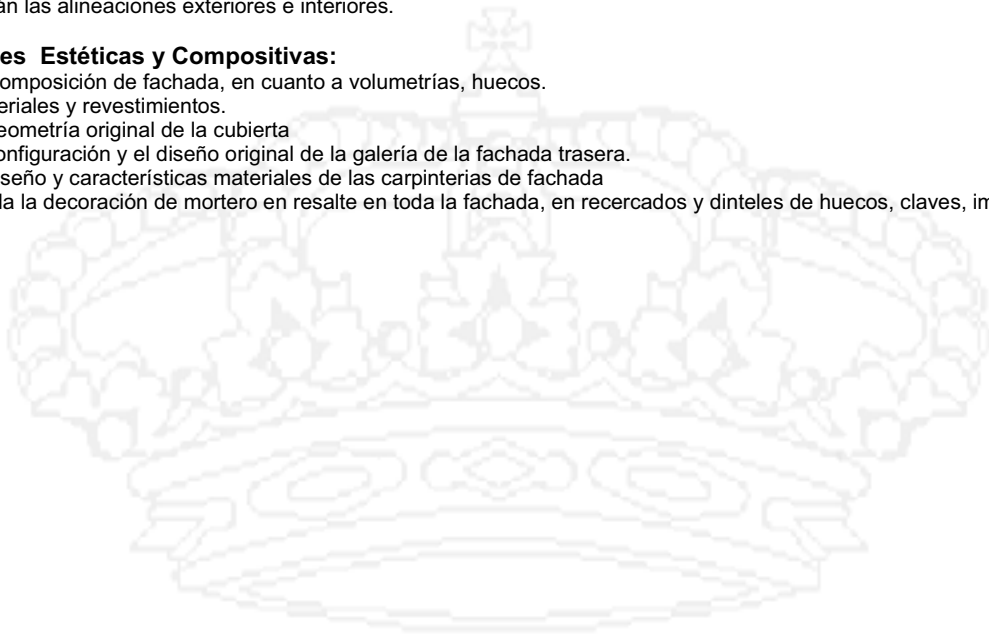 án las alineaciones exteriores e interiores.
es Estéticas y Compositivas:
omposición de fachada, en cuanto a volumetrías, huecos.
eriales y revestimientos.
eometría original de la cubierta
onfiguración y el diseño original de la galería de la fachada trasera.
seño y características materiales de las carpinterias de fachada
da la decoración de mortero en resalte en toda la fachada, en recercados y dinteles de huecos, claves, im